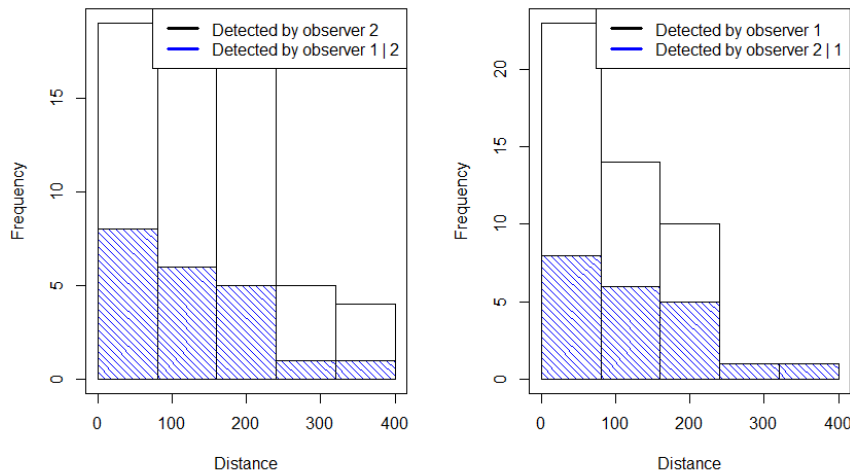 Detected by observer 2
Detected by observer 1 | 2
15
10
5
0
Frequency
0 100 200 300 400
Distance
Detected by observer 1
Detected by observer 2 | 1
20
15
10
5
0
Frequency
0 100 200 300 400
Distance